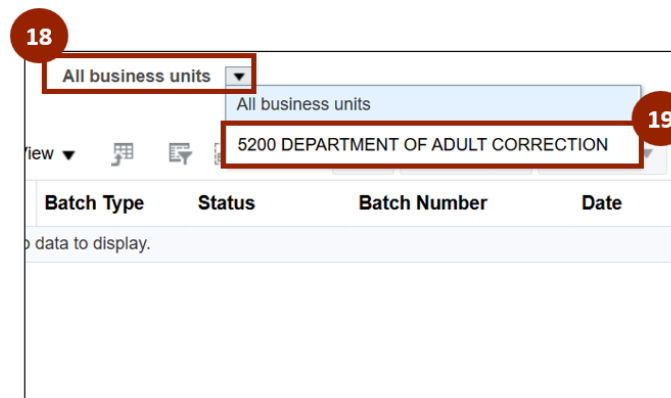 18
All business units
All business units
19
5200 DEPARTMENT OF ADULT CORRECTION
iew
Batch Type Status Batch Number Date
data to display.